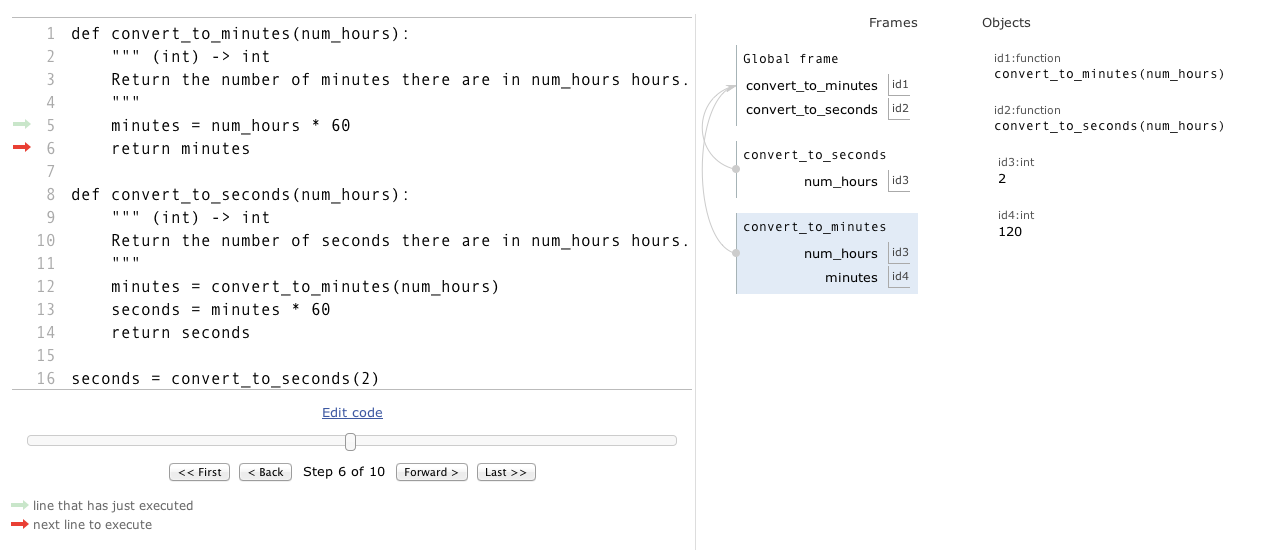 1 def convert_to_minutes(num_hours):
2     """ (int) -> int
3     Return the number of minutes there are in num_hours hours.
4     """
5     minutes = num_hours * 60
6     return minutes
7
8 def convert_to_seconds(num_hours):
9     """ (int) -> int
10     Return the number of seconds there are in num_hours hours.
11     """
12     minutes = convert_to_minutes(num_hours)
13     seconds = minutes * 60
14     return seconds
15
16 seconds = convert_to_seconds(2)
Edit code
<< First < Back Step 6 of 10 Forward > Last >>
line that has just executed
next line to execute
Frames Objects
Global frame
convert_to_minutes id1
convert_to_seconds id2
convert_to_seconds
num_hours id3
convert_to_minutes
num_hours id3
minutes id4
id1:function
convert_to_minutes(num_hours)
id2:function
convert_to_seconds(num_hours)
id3:int
2
id4:int
120